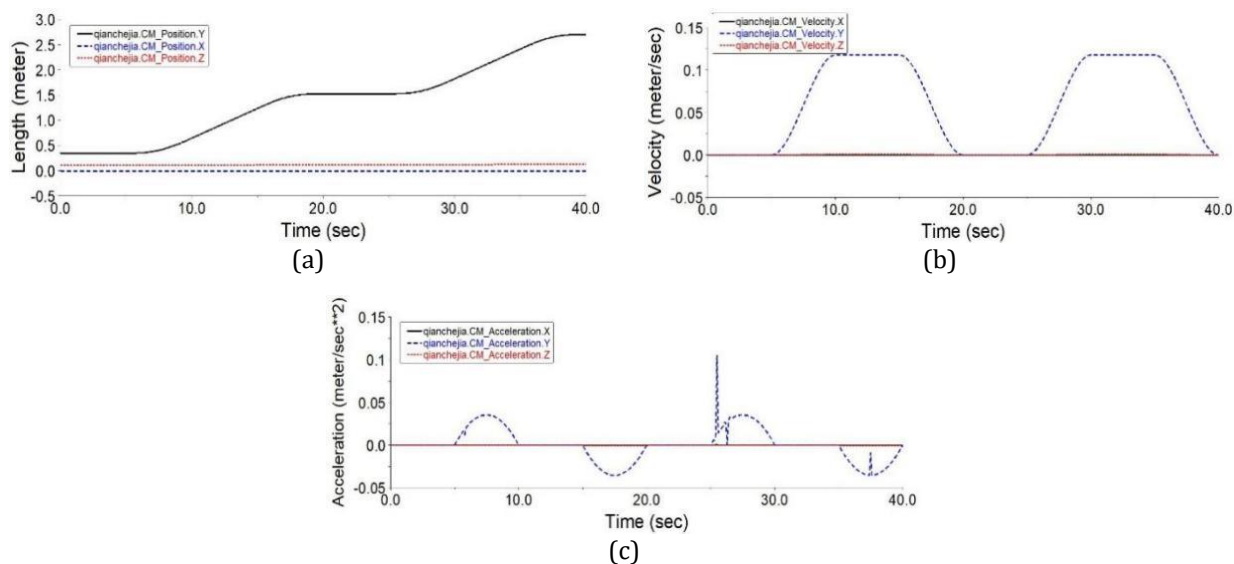 qianchejia.CM_Position.Y
qianchejia.CM_Position.X
qianchejia.CM_Position.Z
Length (meter)
3.0
2.5
2.0
1.5
1.0
0.5
0.0
-0.5
0.0
10.0
20.0
30.0
40.0
Time (sec)
(a)
qianchejia.CM_Velocity.X
qianchejia.CM_Velocity.Y
qianchejia.CM_Velocity.Z
Velocity (meter/sec)
0.15
0.1
0.05
0.0
-0.05
0.0
10.0
20.0
30.0
40.0
Time (sec)
(b)
qianchejia.CM_Acceleration.X
qianchejia.CM_Acceleration.Y
qianchejia.CM_Acceleration.Z
Acceleration (meter/sec**2)
0.15
0.1
0.05
0.0
-0.05
0.0
10.0
20.0
30.0
40.0
Time (sec)
(c)